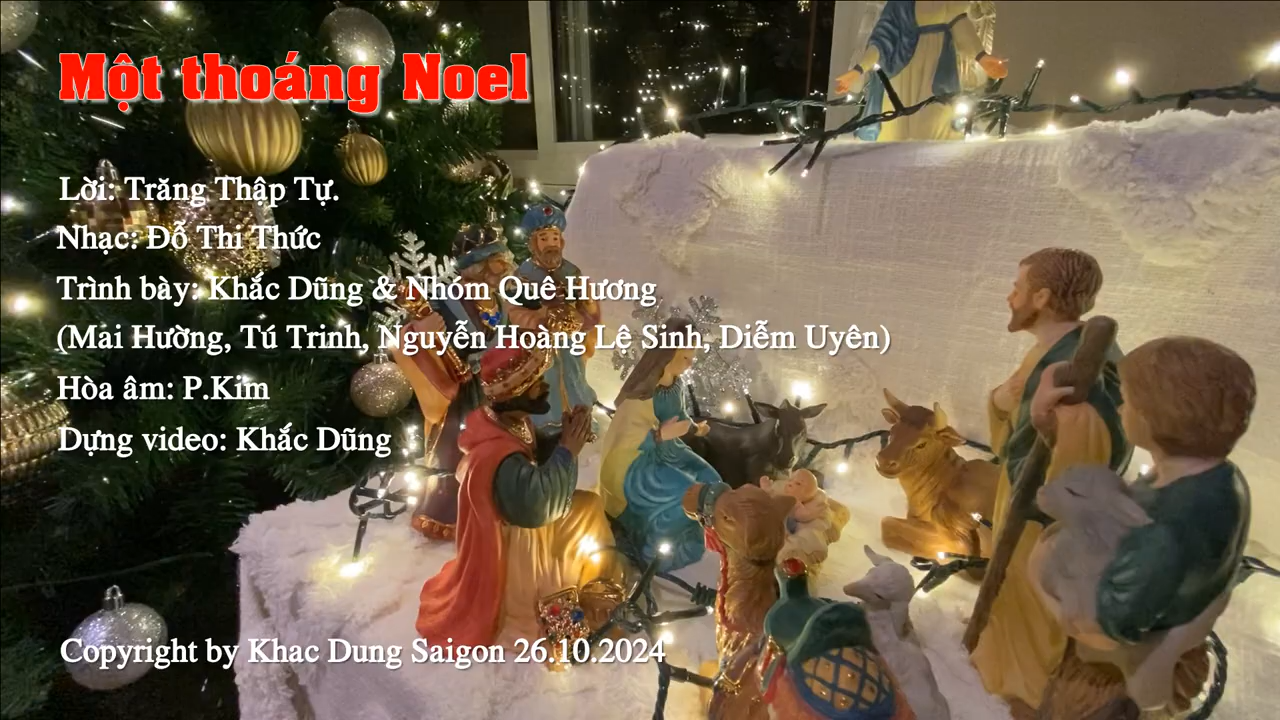 Một thoáng Noel
Lời: Trăng Thập Tự.
Nhạc: Đỗ Thi Thức
Trình bày: Khắc Dũng & Nhóm Quê Hương
(Mai Hường, Tú Trinh, Nguyễn Hoàng Lệ Sinh, Diễm Uyên)
Hòa âm: P.Kim
Dựng video: Khắc Dũng
Copyright by Khac Dung Saigon 26.10.2024